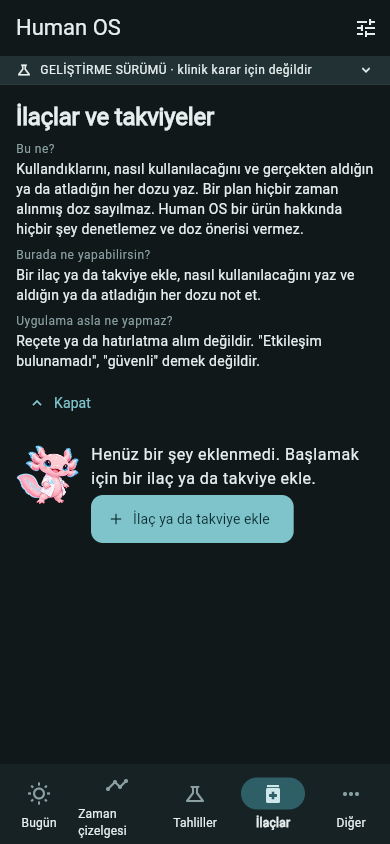 Human OS
GELİŞTİRME SÜRÜMÜ · klinik karar için değildir
İlaçlar ve takviyeler
Bu ne?
Kullandıklarını, nasıl kullanılacağını ve gerçekten aldığın
ya da atladığın her dozu yaz. Bir plan hiçbir zaman
alınmış doz sayılmaz. Human OS bir ürün hakkında
hiçbir şey denetlemez ve doz önerisi vermez.
Burada ne yapabilirsin?
Bir ilaç ya da takviye ekle, nasıl kullanılacağını yaz ve
aldığın ya da atladığın her dozu not et.
Uygulama asla ne yapmaz?
Reçete ya da hatırlatma alım değildir. "Etkileşim
bulunamadı", "güvenli" demek değildir.
Kapat
Henüz bir şey eklenmedi. Başlamak
için bir ilaç ya da takviye ekle.
İlaç ya da takviye ekle
Bugün
Zaman
çizelgesi
Tahliller
İlaçlar
Diğer